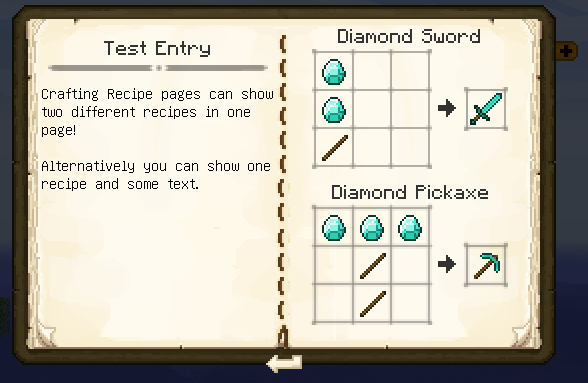 Test Entry
Crafting Recipe pages can show
two different recipes in one
page!
Alternatively you can show one
recipe and some text.
Diamond Sword
Diamond Pickaxe